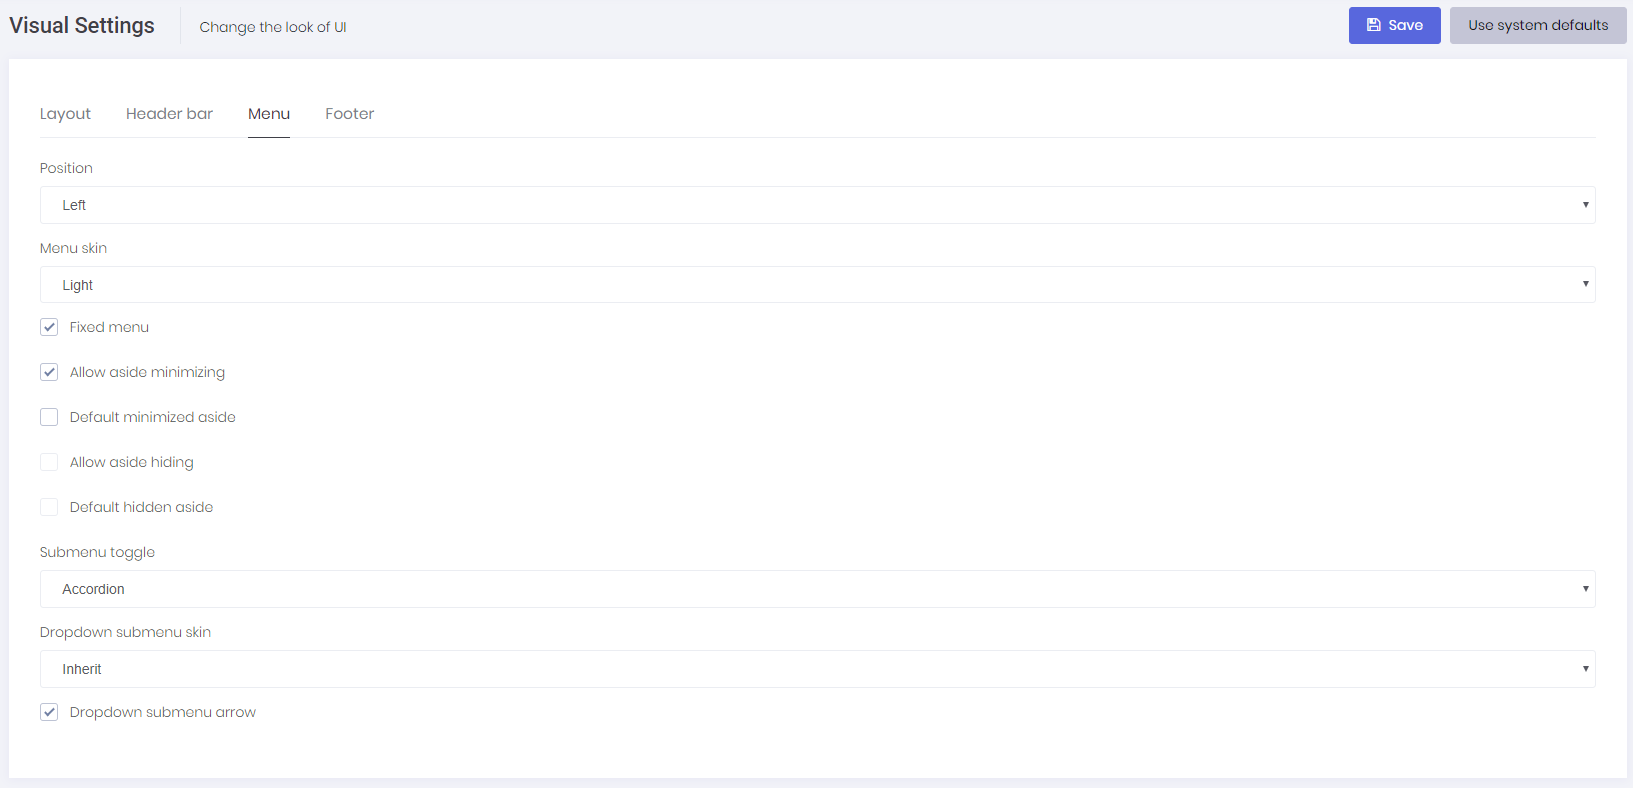 Visual Settings
Change the look of UI
Save
Use system defaults
Layout
Header bar
Menu
Footer
Position
Left
Menu skin
Light
Fixed menu
Allow aside minimizing
Default minimized aside
Allow aside hiding
Default hidden aside
Submenu toggle
Accordion
Dropdown submenu skin
Inherit
Dropdown submenu arrow